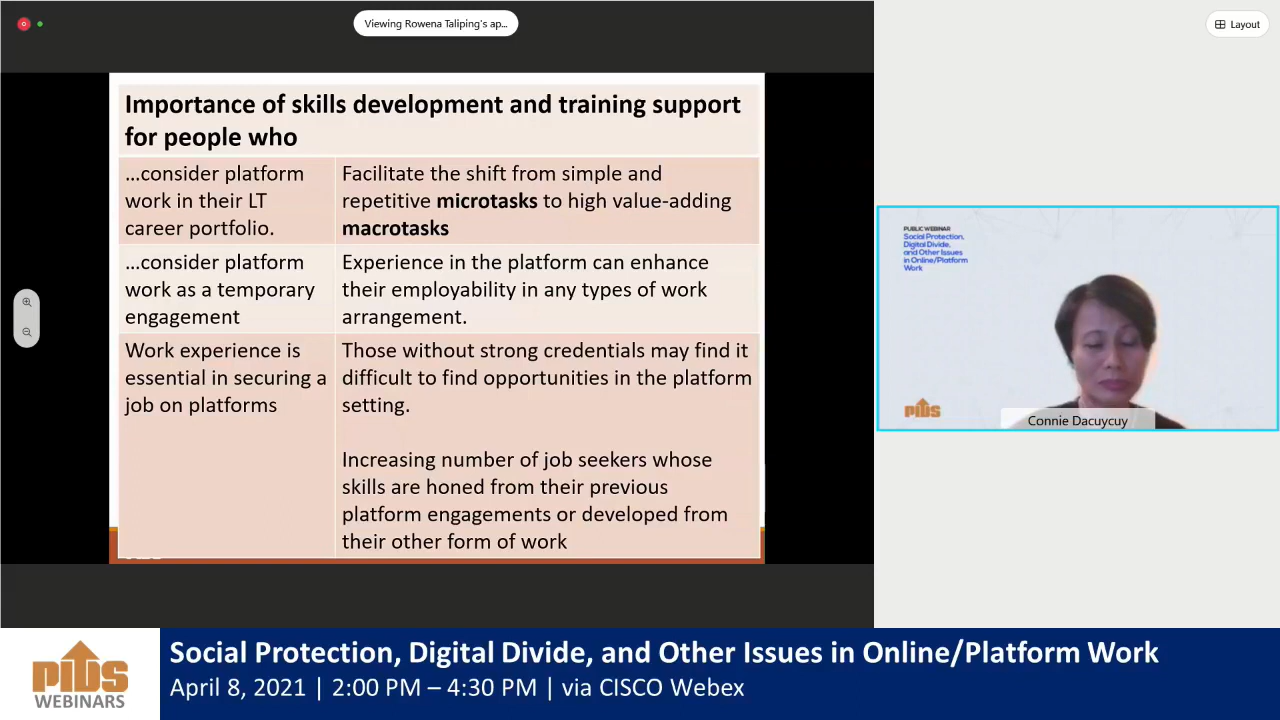 Viewing Rowena Taliping's ap...
Layout
Importance of skills development and training support
for people who
...consider platform
work in their LT
career portfolio.
Facilitate the shift from simple and
repetitive microtasks to high value-adding
macrotasks
...consider platform
work as a temporary
engagement
Experience in the platform can enhance
their employability in any types of work
arrangement.
Work experience is
essential in securing a
job on platforms
Those without strong credentials may find it
difficult to find opportunities in the platform
setting.
Increasing number of job seekers whose
skills are honed from their previous
platform engagements or developed from
their other form of work
PUBLIC WEBINAR
Social Protection,
Digital Divide,
and Other Issues
in Online/Platform
Work
PIDS
Connie Dacuycuy
PIDS
WEBINARS
Social Protection, Digital Divide, and Other Issues in Online/Platform Work
April 8, 2021 | 2:00 PM – 4:30 PM | via CISCO Webex